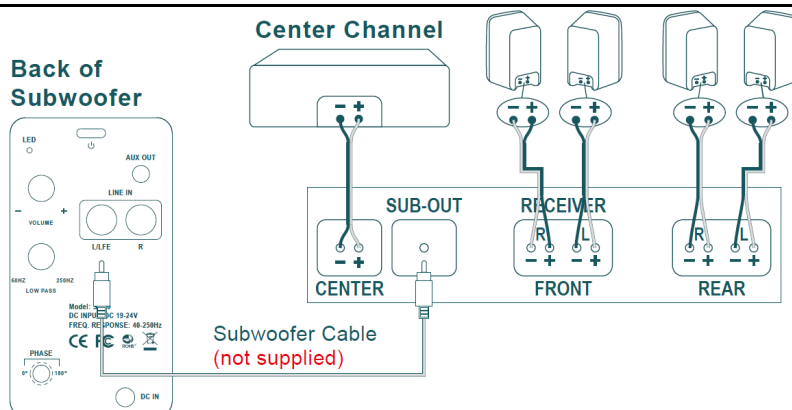 Center Channel
Back of
Subwoofer
LED
AUX OUT
LINE IN
- +
VOLUME
L/LFE R
60HZ 250HZ
LOW PASS
DC INPUT: DC 19-24V
FREQ. RESPONSE: 40-250Hz
CE FC ROHS
PHASE
0° 180°
DC IN
- +
- +
- +
- +
- +
SUB-OUT
RECEIVER
R L
R L
- +
- + - +
- + - +
CENTER
FRONT
REAR
Subwoofer Cable
(not supplied)